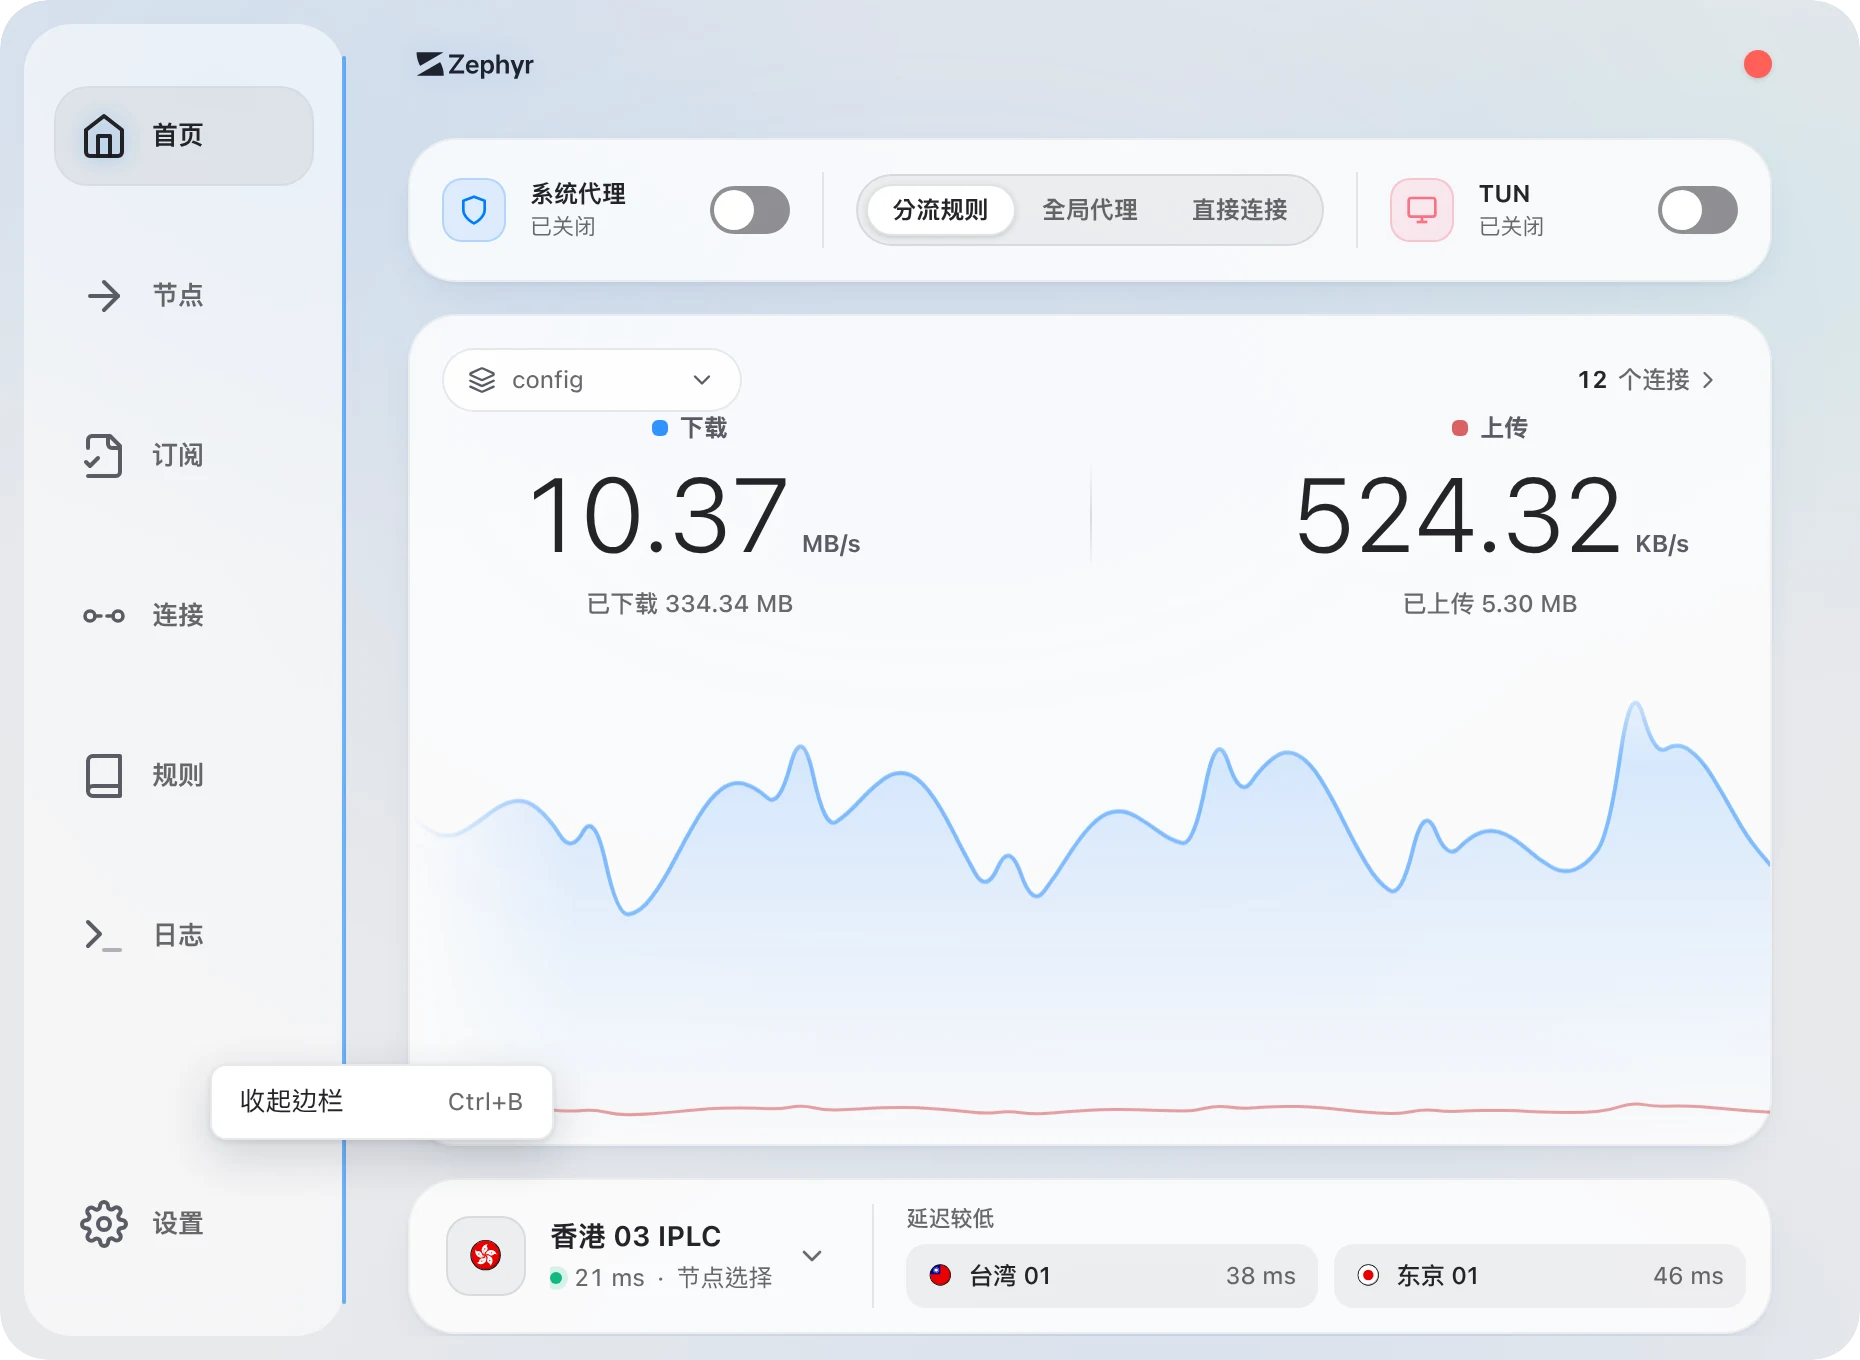 Zephyr
首页
节点
订阅
连接
规则
日志
设置
系统代理
已关闭
分流规则 全局代理 直接连接
TUN
已关闭
config
12 个连接
下载
10.37 MB/s
已下载 334.34 MB
上传
524.32 KB/s
已上传 5.30 MB
收起边栏 Ctrl+B
香港 03 IPLC
21 ms · 节点选择
延迟较低
台湾 01 38 ms
东京 01 46 ms